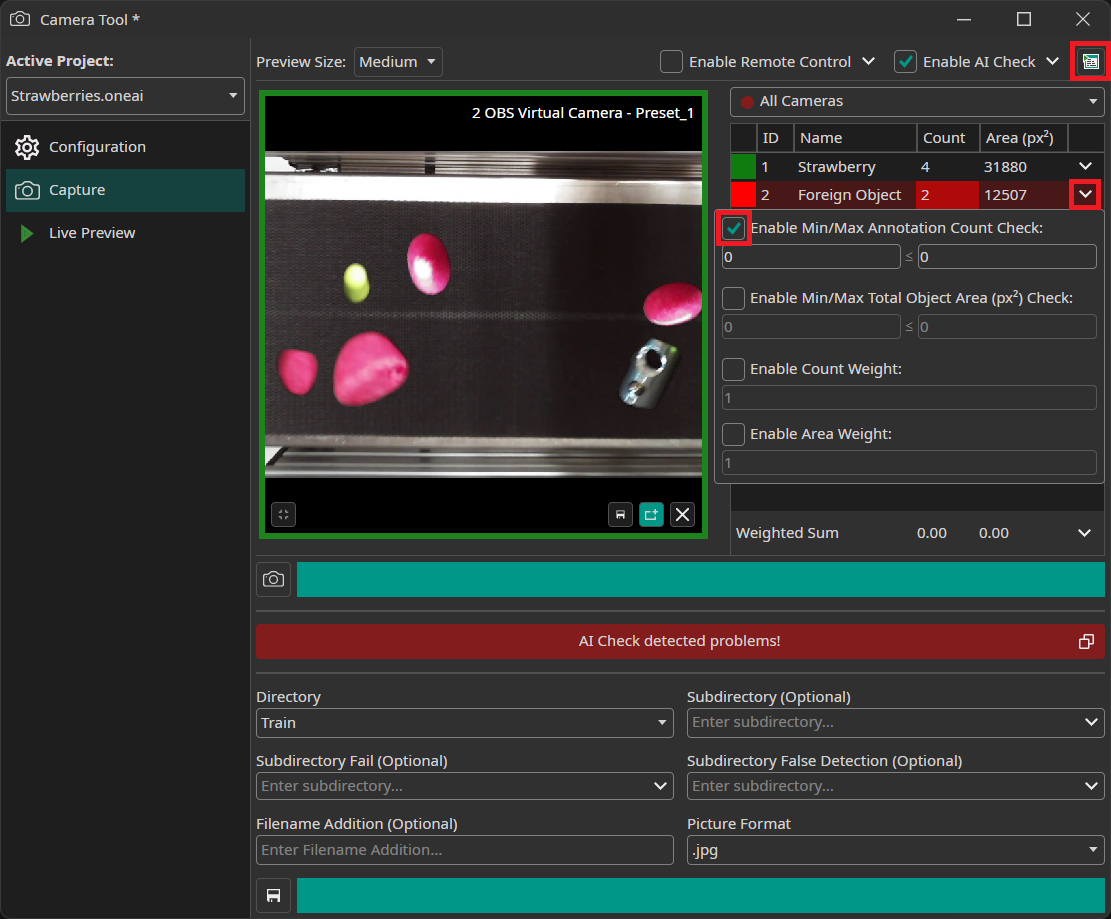 Camera Tool *
Active Project:
Strawberries.oneai
Configuration
Capture
Live Preview
Preview Size: Medium
Enable Remote Control
Enable AI Check
2 OBS Virtual Camera - Preset_1
All Cameras
ID Name Count Area (px²)
1 Strawberry 4 31880
2 Foreign Object 2 12507
Enable Min/Max Annotation Count Check:
0 ≤ 0
Enable Min/Max Total Object Area (px²) Check:
0 ≤ 0
Enable Count Weight:
1
Enable Area Weight:
1
Weighted Sum 0.00 0.00
AI Check detected problems!
Directory
Train
Subdirectory (Optional)
Enter subdirectory...
Subdirectory Fail (Optional)
Enter subdirectory...
Subdirectory False Detection (Optional)
Enter subdirectory...
Filename Addition (Optional)
Enter Filename Addition...
Picture Format
.jpg